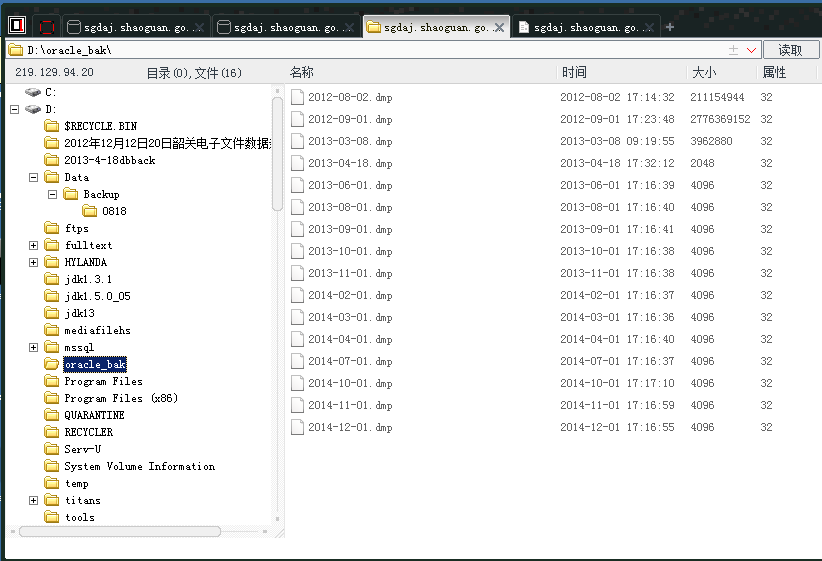 sgdaj.shaoguan.go... sgdaj.shaoguan.go... sgdaj.shaoguan.go... sgdaj.shaoguan.go...
D:\oracle_bak\ 读取
219.129.94.20 目录(0),文件(16) 名称 时间 大小 属性
C:
D:
$RECYCLE.BIN
2012年12月12日20日韶关电子文件数据
2013-4-18dbback
Data
Backup
0818
ftps
fulltext
HYLANDA
jdk1.3.1
jdk1.5.0_05
jdk13
mediafilehs
mssql
oracle_bak
Program Files
Program Files (x86)
QUARANTINE
RECYCLER
Serv-U
System Volume Information
temp
titans
tools
2012-08-02.dmp 2012-08-02 17:14:32 211154944 32
2012-09-01.dmp 2012-09-01 17:23:48 2776369152 32
2013-03-08.dmp 2013-03-08 09:19:55 3962880 32
2013-04-18.dmp 2013-04-18 17:32:12 2048 32
2013-06-01.dmp 2013-06-01 17:16:39 4096 32
2013-08-01.dmp 2013-08-01 17:16:40 4096 32
2013-09-01.dmp 2013-09-01 17:16:41 4096 32
2013-10-01.dmp 2013-10-01 17:16:38 4096 32
2013-11-01.dmp 2013-11-01 17:16:38 4096 32
2014-02-01.dmp 2014-02-01 17:16:37 4096 32
2014-03-01.dmp 2014-03-01 17:16:36 4096 32
2014-04-01.dmp 2014-04-01 17:16:40 4096 32
2014-07-01.dmp 2014-07-01 17:16:37 4096 32
2014-10-01.dmp 2014-10-01 17:17:10 4096 32
2014-11-01.dmp 2014-11-01 17:16:59 4096 32
2014-12-01.dmp 2014-12-01 17:16:55 4096 32